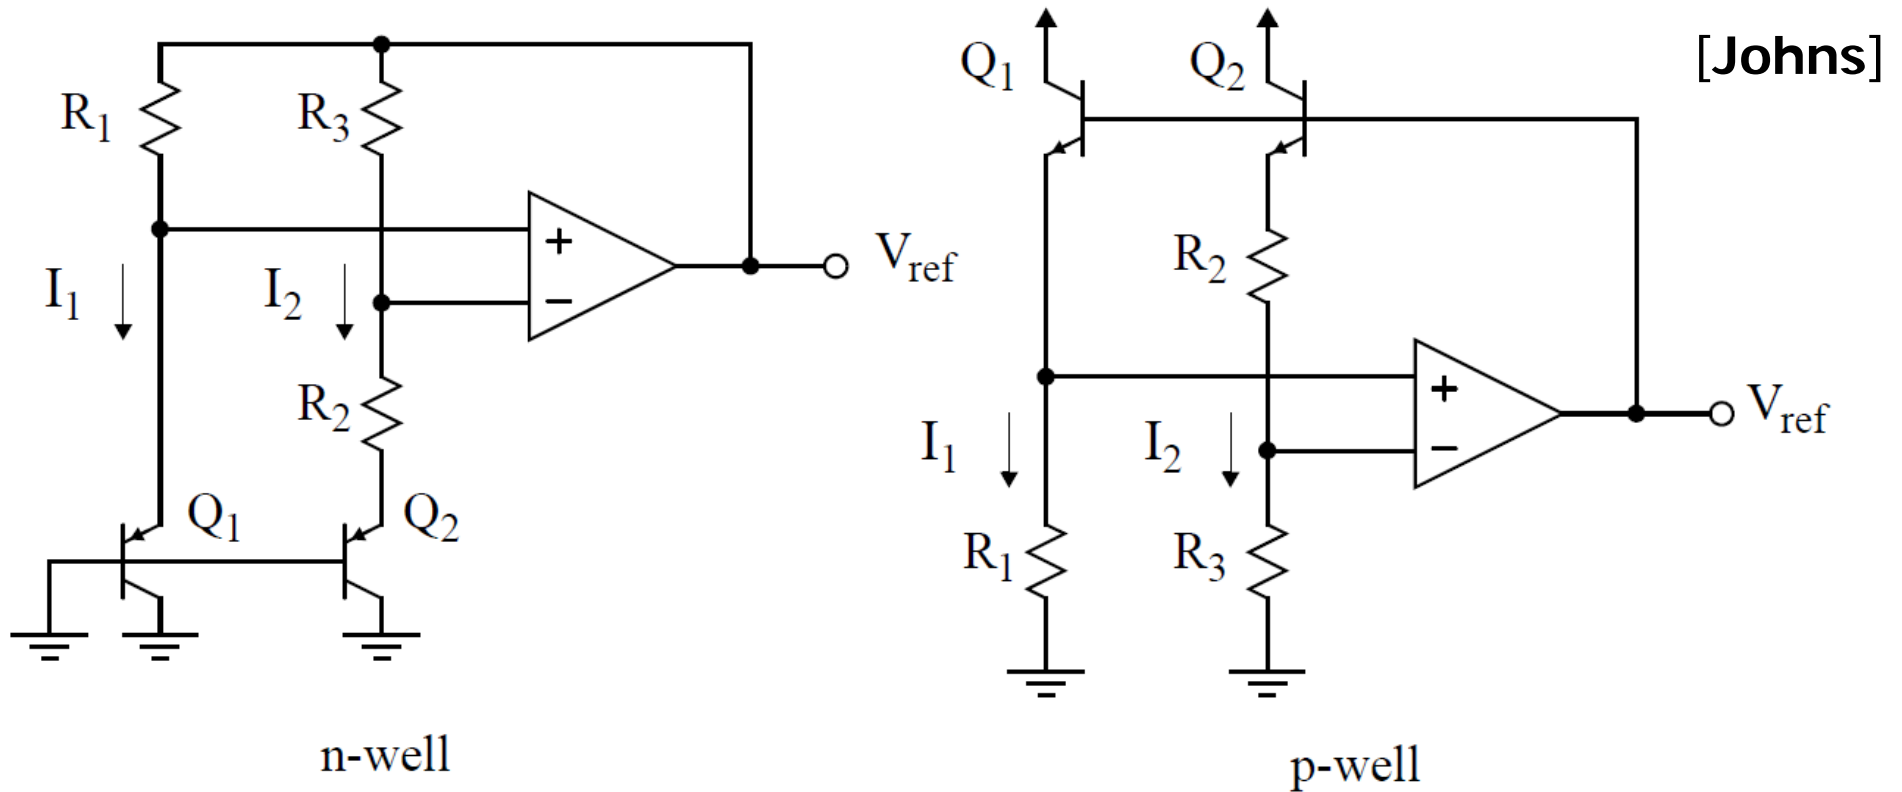 [Johns]
R1
R3
I1
I2
+
−
Vref
R2
Q1
Q2
n-well
Q1
Q2
R2
+
−
Vref
I1
I2
R1
R3
p-well